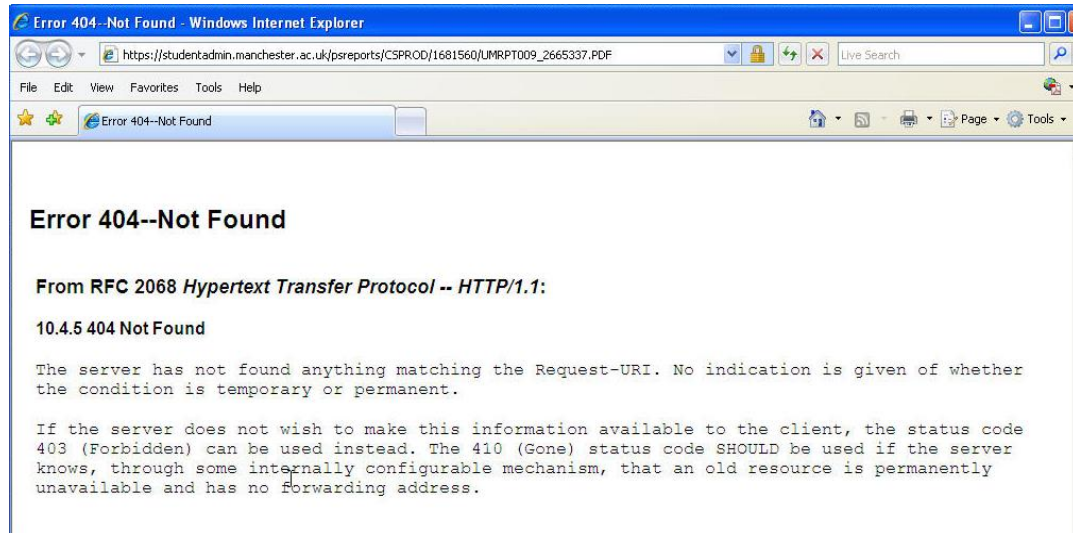 Error 404--Not Found - Windows Internet Explorer
https://studentadmin.manchester.ac.uk/psreports/CSPROD/1681560/UMRPT009_2665337.PDF
Live Search
File Edit View Favorites Tools Help
Error 404--Not Found
Page Tools
Error 404--Not Found
From RFC 2068 Hypertext Transfer Protocol -- HTTP/1.1:
10.4.5 404 Not Found
The server has not found anything matching the Request-URI. No indication is given of whether
the condition is temporary or permanent.
If the server does not wish to make this information available to the client, the status code
403 (Forbidden) can be used instead. The 410 (Gone) status code SHOULD be used if the server
knows, through some internally configurable mechanism, that an old resource is permanently
unavailable and has no forwarding address.